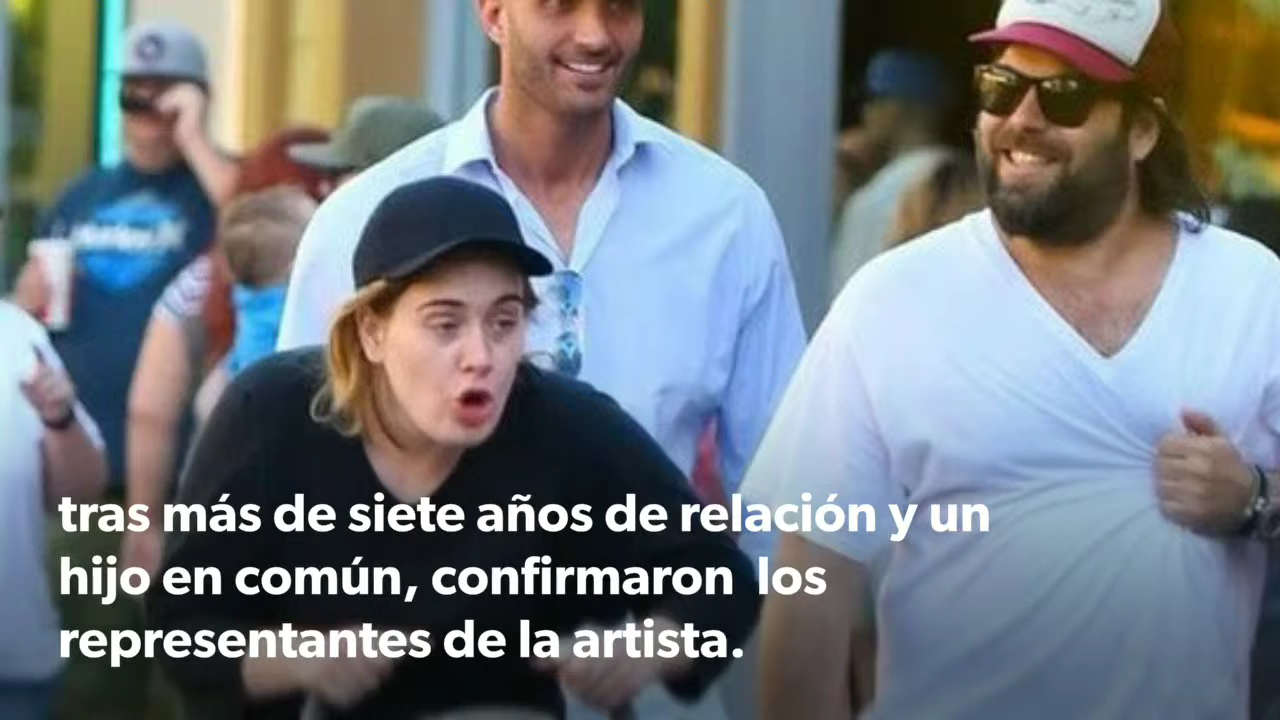 tras más de siete años de relación y un
hijo en común, confirmaron los
representantes de la artista.